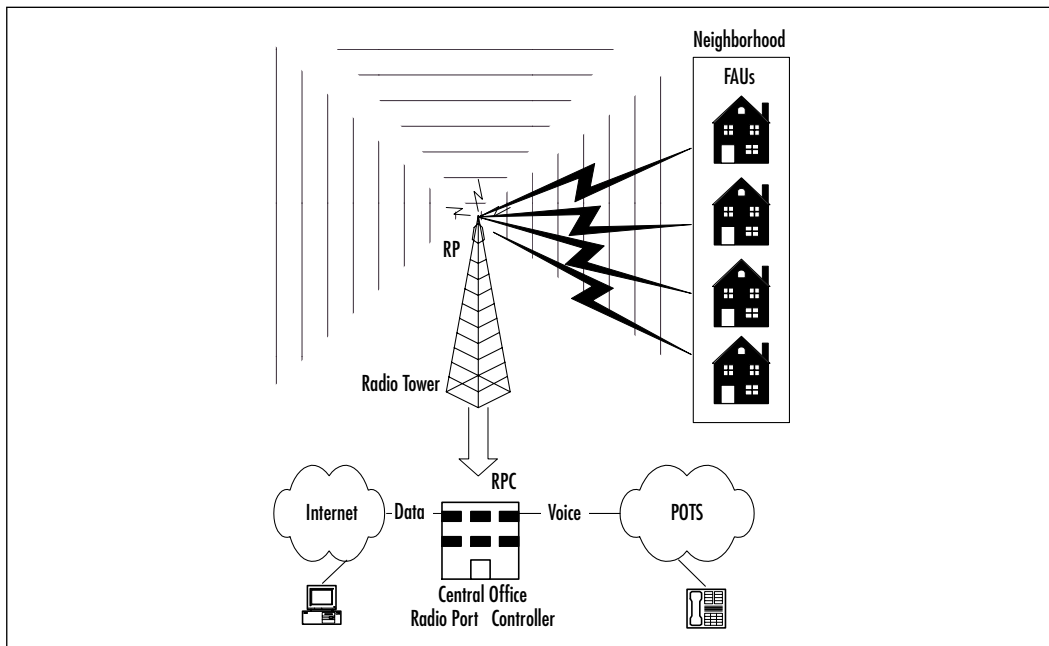 Neighborhood
FAUs
RP
Radio Tower
RPC
Internet
Data
Voice
POTS
Central Office
Radio Port Controller